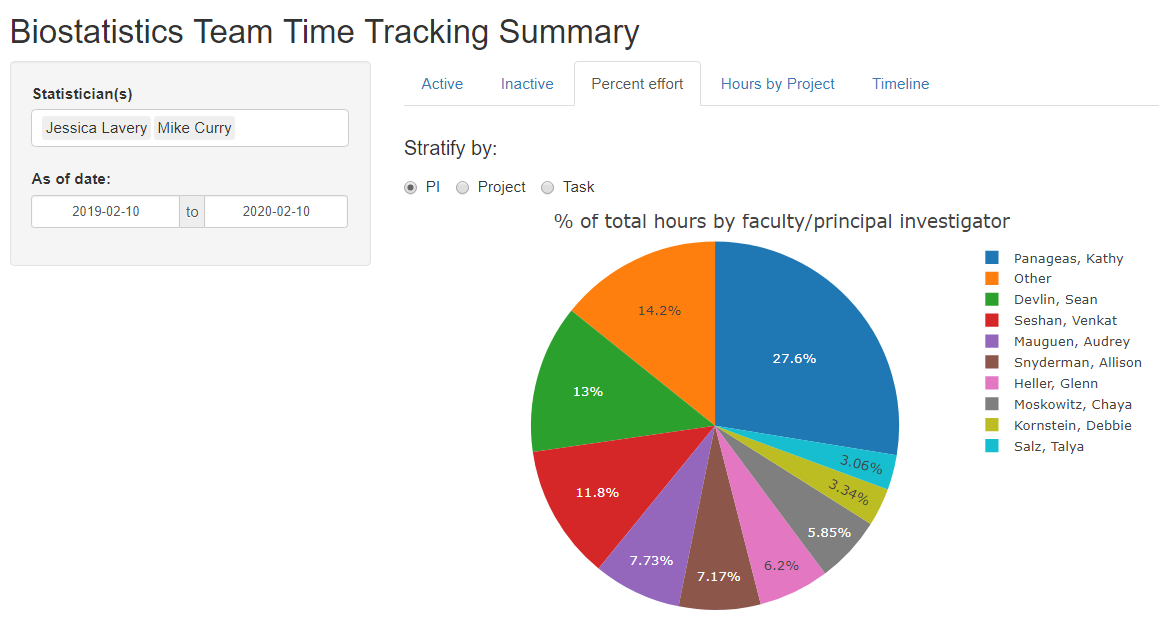 Biostatistics Team Time Tracking Summary
Statistician(s)
Jessica Lavery Mike Curry
As of date:
2019-02-10 to 2020-02-10
Active Inactive Percent effort Hours by Project Timeline
Stratify by:
PI Project Task
% of total hours by faculty/principal investigator
27.6%
14.2%
13%
11.8%
7.73%
7.17%
6.2%
5.85%
3.34%
3.06%
Panageas, Kathy
Other
Devlin, Sean
Seshan, Venkat
Mauguen, Audrey
Snyderman, Allison
Heller, Glenn
Moskowitz, Chaya
Kornstein, Debbie
Salz, Talya